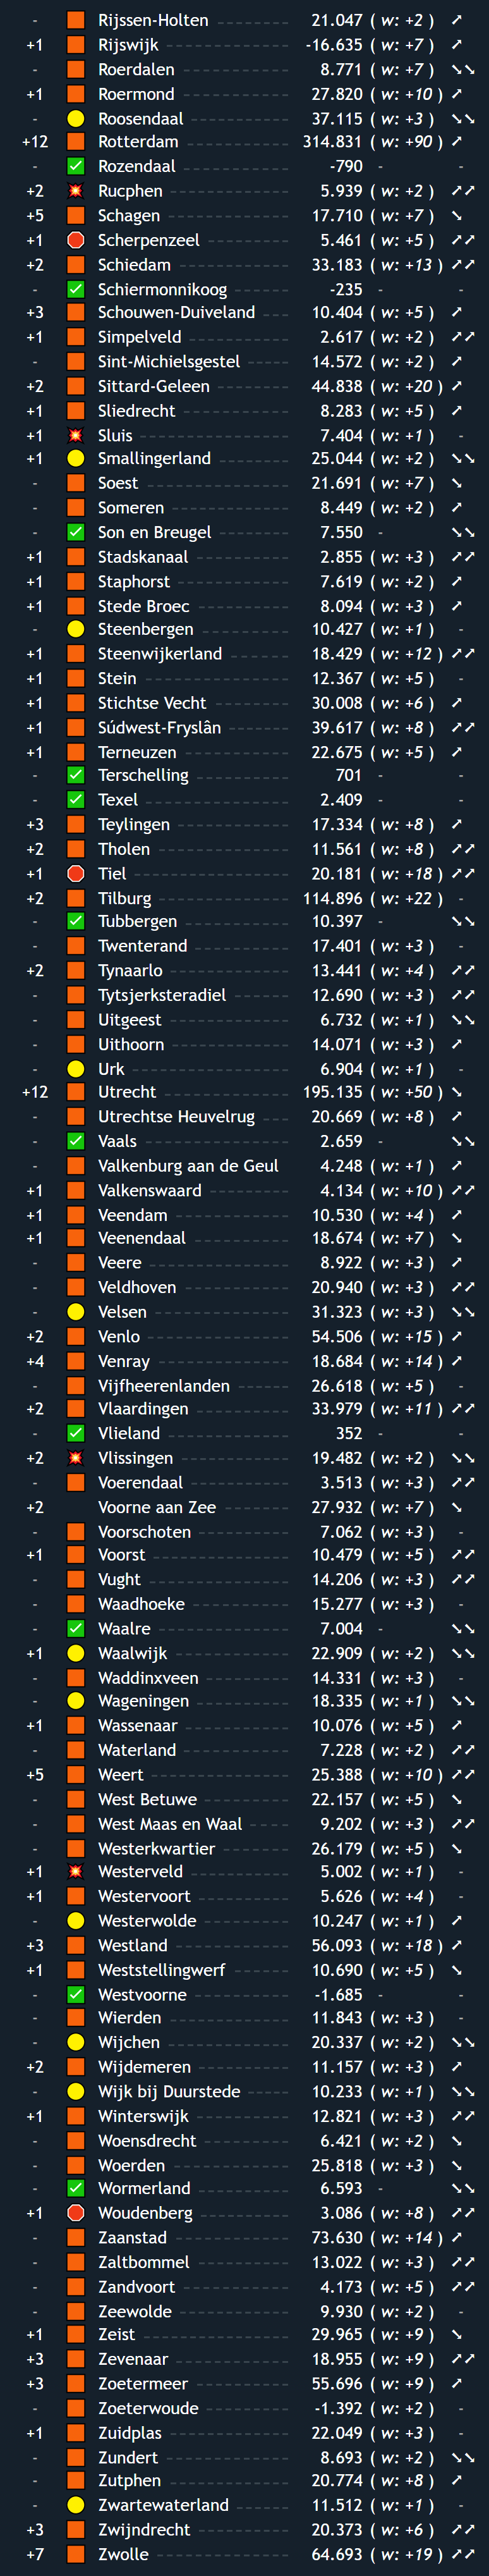 - Rijssen-Holten 21.047 ( w: +2 ) ➚
+1 Rijswijk -16.635 ( w: +7 ) ➚
- Roerdalen 8.771 ( w: +7 ) ➘➘
+1 Roermond 27.820 ( w: +10 ) ➚
- Roosendaal 37.115 ( w: +3 ) ➘➘
+12 Rotterdam 314.831 ( w: +90 ) ➚
- Rozendaal -790 - -
+2 Rucphen 5.939 ( w: +2 ) ➚➚
+5 Schagen 17.710 ( w: +7 ) ➘
+1 Scherpenzeel 5.461 ( w: +5 ) ➚➚
+2 Schiedam 33.183 ( w: +13 ) ➚➚
- Schiermonnikoog -235 - -
+3 Schouwen-Duiveland 10.404 ( w: +5 ) ➚
+1 Simpelveld 2.617 ( w: +2 ) ➚➚
- Sint-Michielsgestel 14.572 ( w: +2 ) ➚
+2 Sittard-Geleen 44.838 ( w: +20 ) ➚
+1 Sliedrecht 8.283 ( w: +5 ) ➚
+1 Sluis 7.404 ( w: +1 ) -
+1 Smallingerland 25.044 ( w: +2 ) ➘➘
- Soest 21.691 ( w: +7 ) ➘
- Someren 8.449 ( w: +2 ) ➚
- Son en Breugel 7.550 - ➘➘
+1 Stadskanaal 2.855 ( w: +3 ) ➚➚
+1 Staphorst 7.619 ( w: +2 ) ➚
+1 Stede Broec 8.094 ( w: +3 ) ➚
- Steenbergen 10.427 ( w: +1 ) -
+1 Steenwijkerland 18.429 ( w: +12 ) ➚➚
+1 Stein 12.367 ( w: +5 ) -
+1 Stichtse Vecht 30.008 ( w: +6 ) ➚
+1 Súdwest-Fryslân 39.617 ( w: +8 ) ➚➚
+1 Terneuzen 22.675 ( w: +5 ) ➚
- Terschelling 701 - -
- Texel 2.409 - -
+3 Teylingen 17.334 ( w: +8 ) ➚
+2 Tholen 11.561 ( w: +8 ) ➚➚
+1 Tiel 20.181 ( w: +18 ) ➚➚
+2 Tilburg 114.896 ( w: +22 ) -
- Tubbergen 10.397 - ➘➘
- Twenterand 17.401 ( w: +3 ) -
+2 Tynaarlo 13.441 ( w: +4 ) ➚➚
- Tytsjerksteradiel 12.690 ( w: +3 ) ➚➚
- Uitgeest 6.732 ( w: +1 ) ➘➘
- Uithoorn 14.071 ( w: +3 ) ➚
- Urk 6.904 ( w: +1 ) -
+12 Utrecht 195.135 ( w: +50 ) ➘
- Utrechtse Heuvelrug 20.669 ( w: +8 ) ➚
- Vaals 2.659 - ➘➘
- Valkenburg aan de Geul 4.248 ( w: +1 ) ➚
+1 Valkenswaard 4.134 ( w: +10 ) ➚➚
+1 Veendam 10.530 ( w: +4 ) ➚
+1 Veenendaal 18.674 ( w: +7 ) ➘
- Veere 8.922 ( w: +3 ) ➚
- Veldhoven 20.940 ( w: +3 ) ➚➚
- Velsen 31.323 ( w: +3 ) ➘➘
+2 Venlo 54.506 ( w: +15 ) ➚
+4 Venray 18.684 ( w: +14 ) ➚
- Vijfheerenlanden 26.618 ( w: +5 ) -
+2 Vlaardingen 33.979 ( w: +11 ) ➚➚
- Vlieland 352 - -
+2 Vlissingen 19.482 ( w: +2 ) ➘➘
- Voerendaal 3.513 ( w: +3 ) ➚➚
+2 Voorne aan Zee 27.932 ( w: +7 ) ➘
- Voorschoten 7.062 ( w: +3 ) -
+1 Voorst 10.479 ( w: +5 ) ➚➚
- Vught 14.206 ( w: +3 ) ➚➚
- Waadhoeke 15.277 ( w: +3 ) -
- Waalre 7.004 - ➘➘
+1 Waalwijk 22.909 ( w: +2 ) ➘➘
- Waddinxveen 14.331 ( w: +3 ) -
- Wageningen 18.335 ( w: +1 ) ➘➘
+1 Wassenaar 10.076 ( w: +5 ) ➚
- Waterland 7.228 ( w: +2 ) ➚➚
+5 Weert 25.388 ( w: +10 ) ➚➚
- West Betuwe 22.157 ( w: +5 ) ➘
- West Maas en Waal 9.202 ( w: +3 ) ➚➚
- Westerkwartier 26.179 ( w: +5 ) ➘
+1 Westerveld 5.002 ( w: +1 ) -
+1 Westervoort 5.626 ( w: +4 ) -
- Westerwolde 10.247 ( w: +1 ) ➚
+3 Westland 56.093 ( w: +18 ) ➚
+1 Weststellingwerf 10.690 ( w: +5 ) ➘
- Westvoorne -1.685 - -
- Wierden 11.843 ( w: +3 ) -
- Wijchen 20.337 ( w: +2 ) ➘➘
+2 Wijdemeren 11.157 ( w: +3 ) ➚
- Wijk bij Duurstede 10.233 ( w: +1 ) ➘➘
+1 Winterswijk 12.821 ( w: +3 ) ➚➚
- Woensdrecht 6.421 ( w: +2 ) ➘
- Woerden 25.818 ( w: +3 ) ➘
- Wormerland 6.593 - ➘➘
+1 Woudenberg 3.086 ( w: +8 ) ➚➚
- Zaanstad 73.630 ( w: +14 ) ➚
- Zaltbommel 13.022 ( w: +3 ) ➚➚
- Zandvoort 4.173 ( w: +5 ) ➚➚
- Zeewolde 9.930 ( w: +2 ) -
+1 Zeist 29.965 ( w: +9 ) ➘
+3 Zevenaar 18.955 ( w: +9 ) ➚➚
+3 Zoetermeer 55.696 ( w: +9 ) ➚
- Zoeterwoude -1.392 ( w: +2 ) -
+1 Zuidplas 22.049 ( w: +3 ) -
- Zundert 8.693 ( w: +2 ) ➘➘
- Zutphen 20.774 ( w: +8 ) ➚
- Zwartewaterland 11.512 ( w: +1 ) -
+3 Zwijndrecht 20.373 ( w: +6 ) ➚➚
+7 Zwolle 64.693 ( w: +19 ) ➚➚